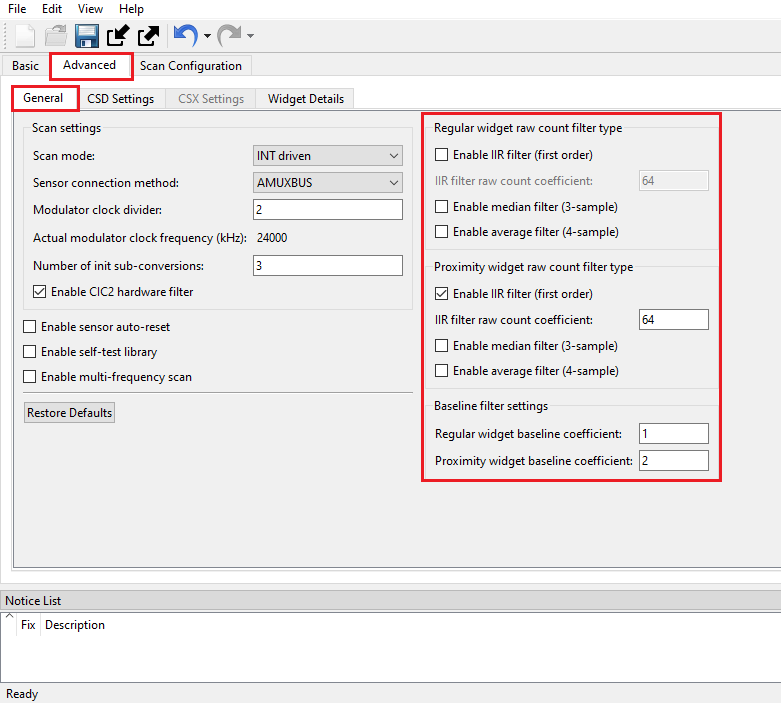 File Edit View Help
Basic Advanced Scan Configuration
General CSD Settings CSX Settings Widget Details
Scan settings
Scan mode: INT driven
Sensor connection method: AMUXBUS
Modulator clock divider: 2
Actual modulator clock frequency (kHz): 24000
Number of init sub-conversions: 3
Enable CIC2 hardware filter
Enable sensor auto-reset
Enable self-test library
Enable multi-frequency scan
Restore Defaults
Regular widget raw count filter type
Enable IIR filter (first order)
IIR filter raw count coefficient: 64
Enable median filter (3-sample)
Enable average filter (4-sample)
Proximity widget raw count filter type
Enable IIR filter (first order)
IIR filter raw count coefficient: 64
Enable median filter (3-sample)
Enable average filter (4-sample)
Baseline filter settings
Regular widget baseline coefficient: 1
Proximity widget baseline coefficient: 2
Notice List
Fix Description
Ready